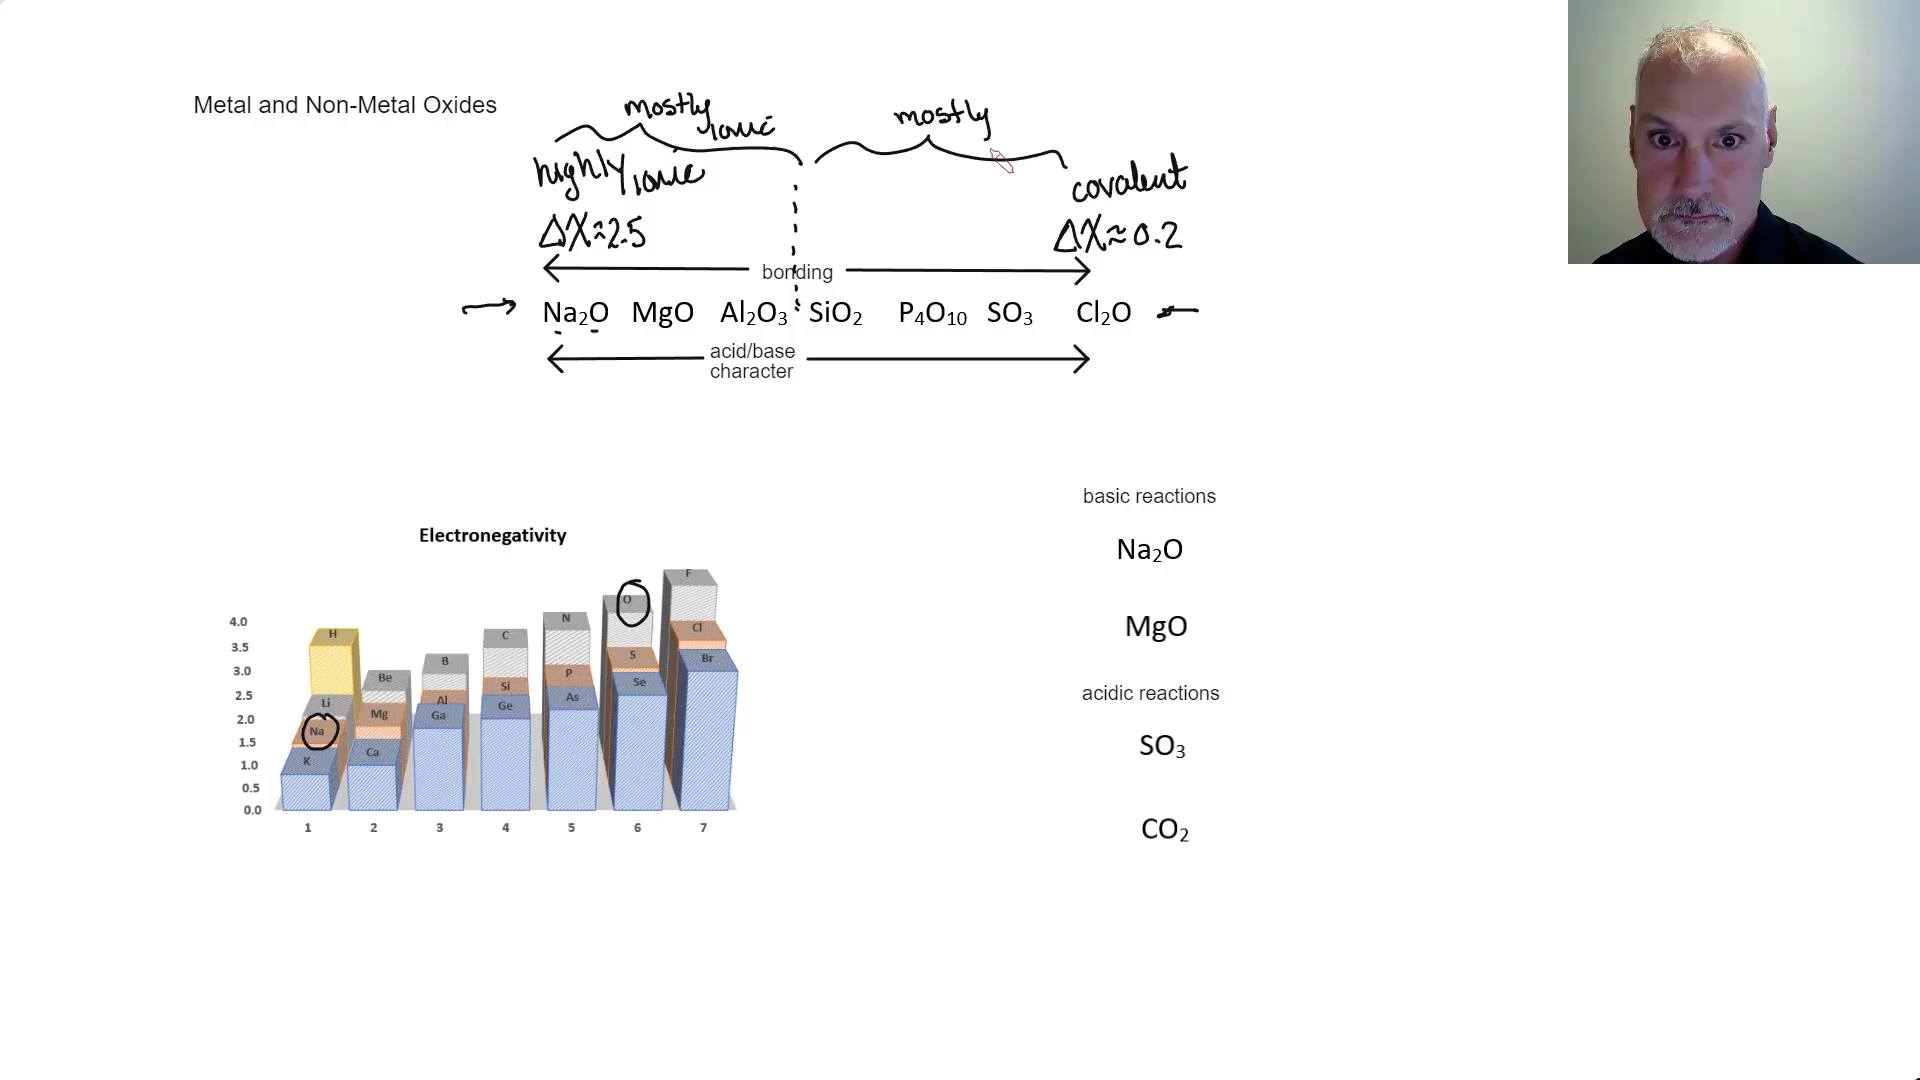 Metal and Non-Metal Oxides
mostly ionic
mostly
highly ionic
covalent
ΔX≈2.5
ΔX≈0.2
bonding
Na₂O MgO Al₂O₃ SiO₂ P₄O₁₀ SO₃ Cl₂O
acid/base
character
Electronegativity
4.0
3.5
3.0
2.5
2.0
1.5
1.0
0.5
0.0
H
Li
Na
K
Be
Mg
Ca
B
Al
Ga
C
Si
Ge
N
P
As
O
S
Se
F
Cl
Br
1 2 3 4 5 6 7
basic reactions
Na₂O
MgO
acidic reactions
SO₃
CO₂